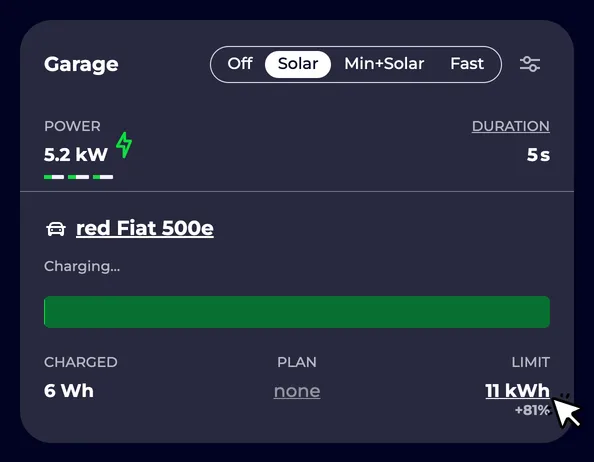 Garage
Off Solar Min+Solar Fast
POWER DURATION
5.2 kW 5 s
red Fiat 500e
Charging...
CHARGED PLAN LIMIT
6 Wh none 11 kWh
+81%